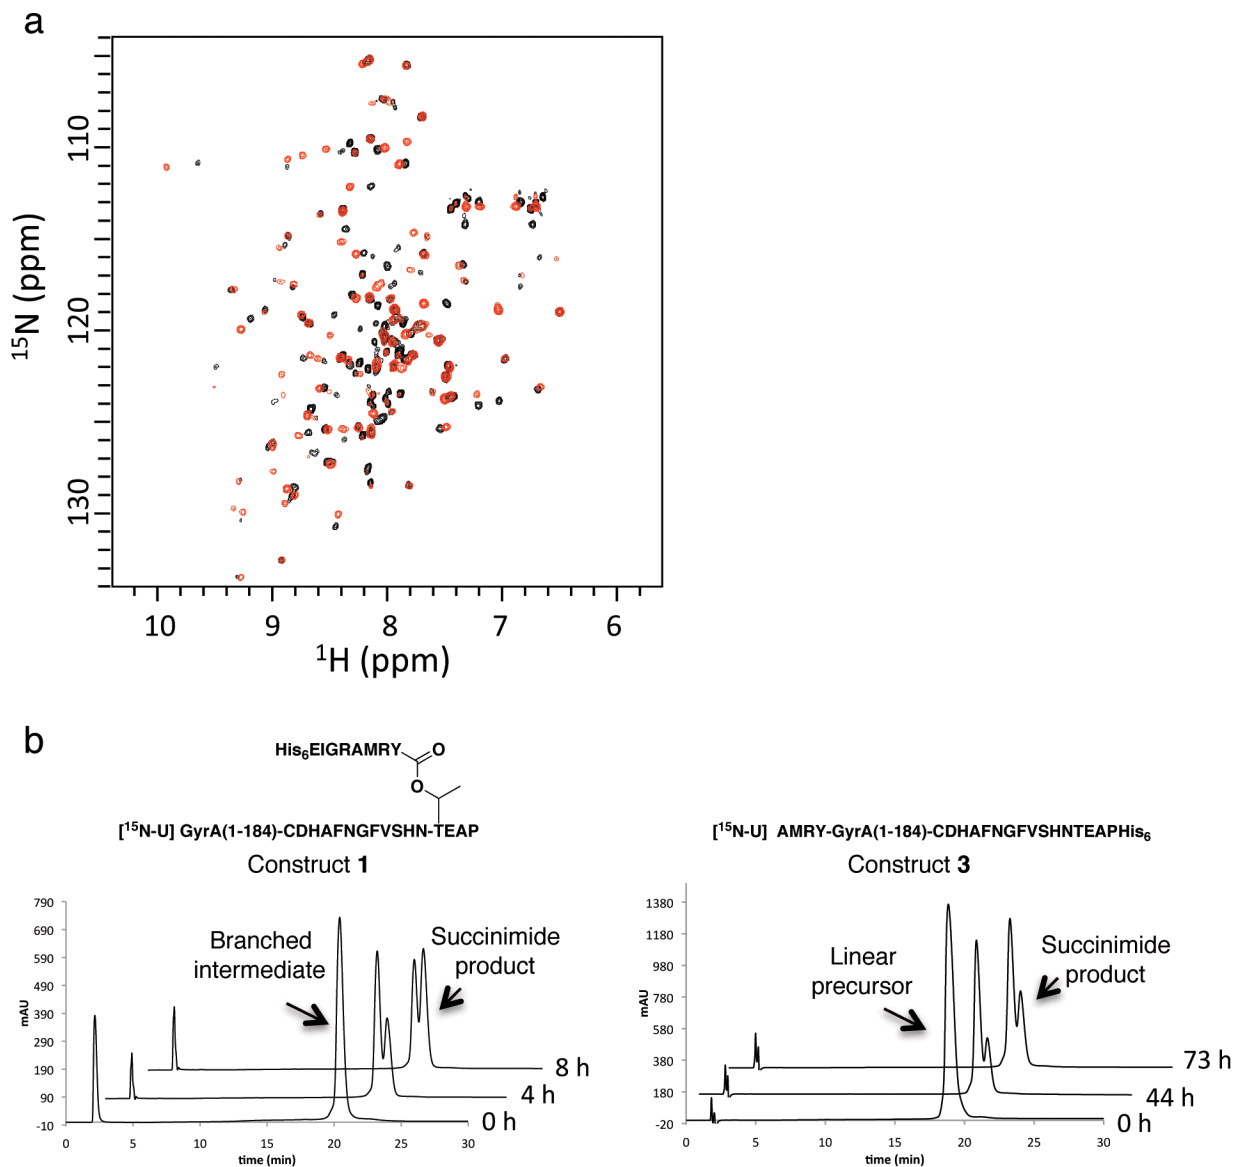 a
110
120
130
15N (ppm)
10 9 8 7 6
1H (ppm)
b
His6EIGRAMRY
O
O
[15N-U] GyrA(1-184)-CDHAFNGFVSHN-TEAP
Construct 1
[15N-U] AMRY-GyrA(1-184)-CDHAFNGFVSHNTEAPHis6
Construct 3
790
690
590
490
390
290
190
90
-10
mAU
Branched
intermediate
Succinimide
product
8 h
4 h
0 h
0 5 10 15 20 25 30
time (min)
1380
1180
980
780
580
380
180
-20
mAU
Linear
precursor
Succinimide
product
73 h
44 h
0 h
0 5 10 15 20 25 30
time (min)